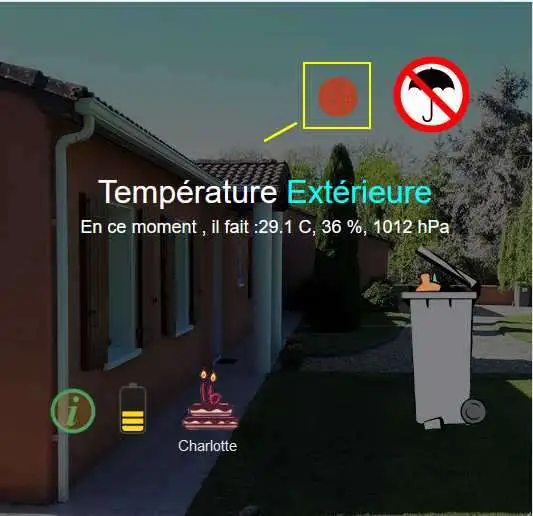 Température Extérieure
En ce moment , il fait :29.1 C, 36 %, 1012 hPa
i
Charlotte